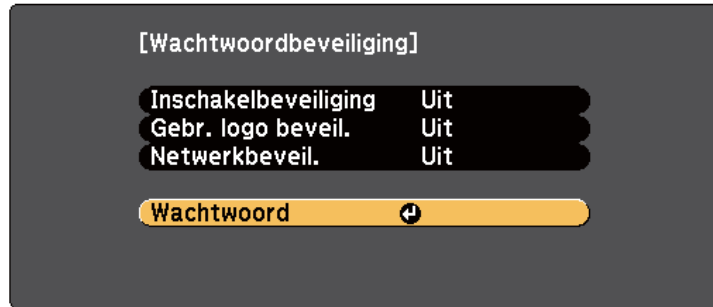 [Wachtwoordbeveiliging]
Inschakelbeveiliging Uit
Gebr. logo beveil. Uit
Netwerkbeveil. Uit
Wachtwoord